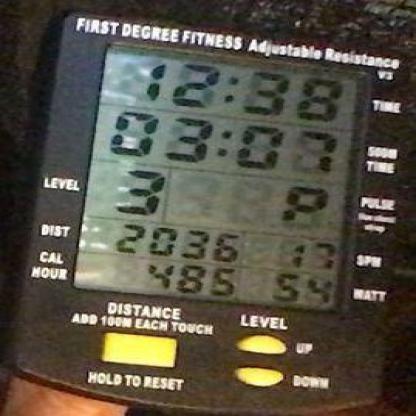 FIRST DEGREE FITNESS Adjustable Resistance
V3
12:38 TIME
03:07 500M TIME
LEVEL 3 P PULSE
DIST 2036 17 SPM
CAL HOUR 485 54 WATT
DISTANCE
ADD 100M EACH TOUCH
HOLD TO RESET
LEVEL
UP
DOWN